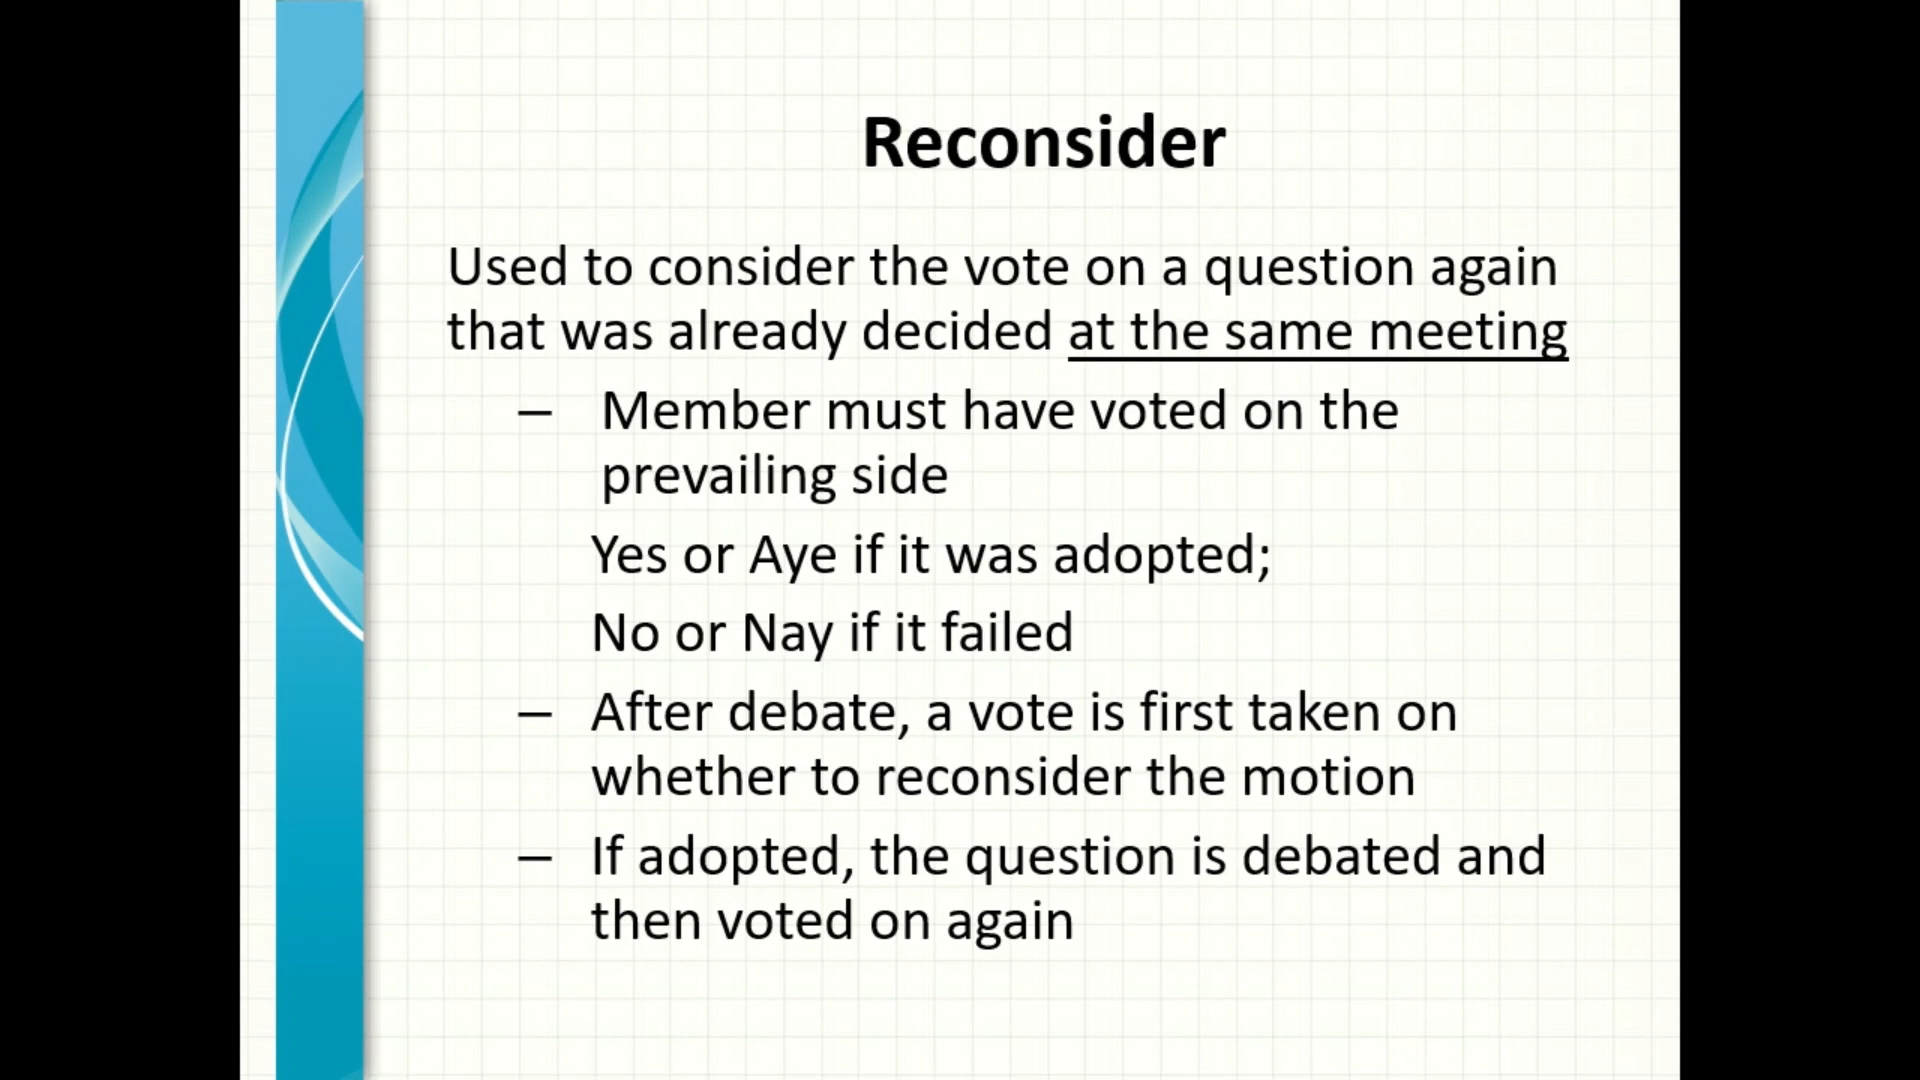 Reconsider
Used to consider the vote on a question again
that was already decided at the same meeting
– Member must have voted on the
prevailing side
Yes or Aye if it was adopted;
No or Nay if it failed
– After debate, a vote is first taken on
whether to reconsider the motion
– If adopted, the question is debated and
then voted on again